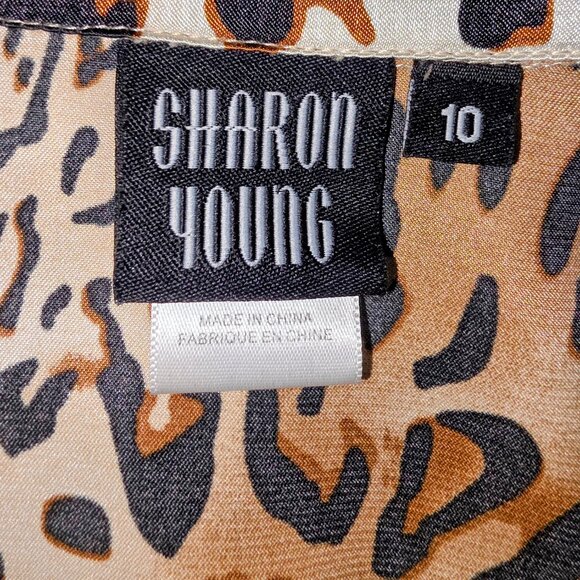 SHARON
YOUNG
10
MADE IN CHINA
FABRIQUE EN CHINE